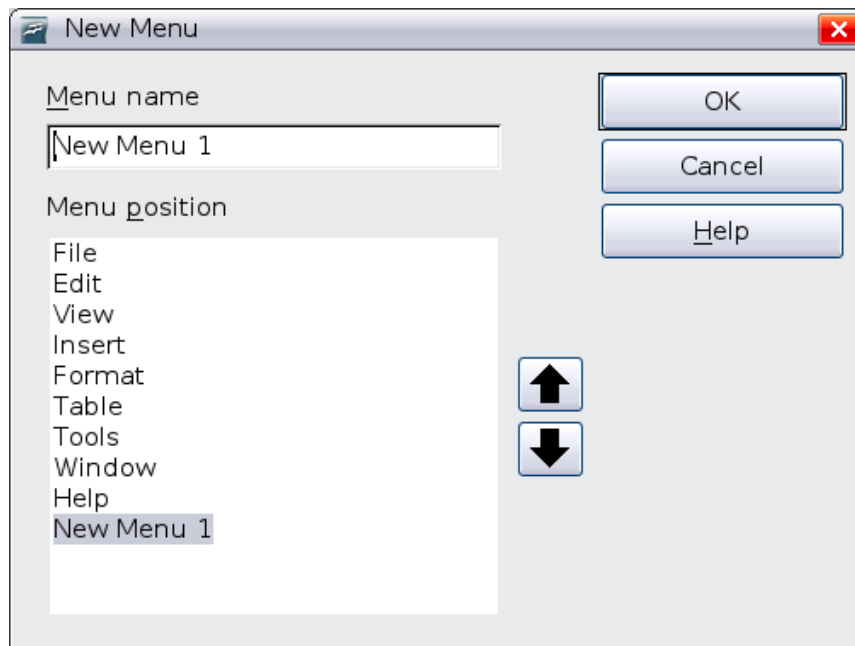 New Menu
Menu name
New Menu 1
Menu position
File
Edit
View
Insert
Format
Table
Tools
Window
Help
New Menu 1
OK
Cancel
Help